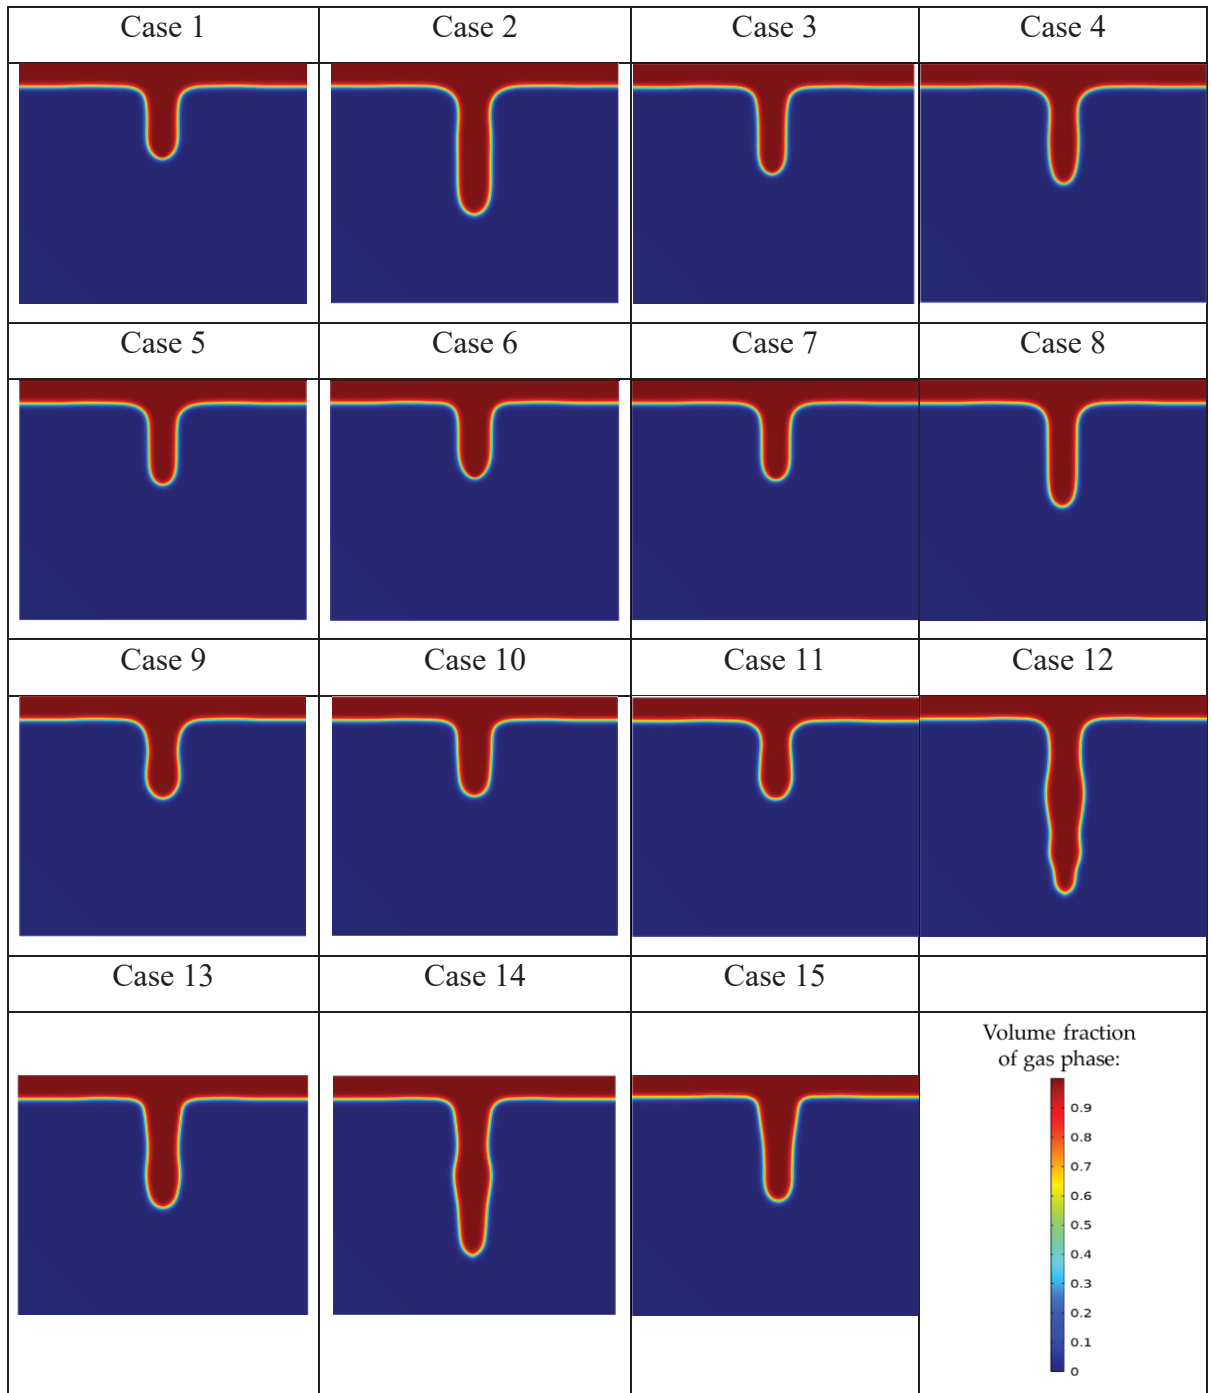 Case 1
Case 2
Case 3
Case 4
Case 5
Case 6
Case 7
Case 8
Case 9
Case 10
Case 11
Case 12
Case 13
Case 14
Case 15
Volume fraction
of gas phase:
0.9
0.8
0.7
0.6
0.5
0.4
0.3
0.2
0.1
0